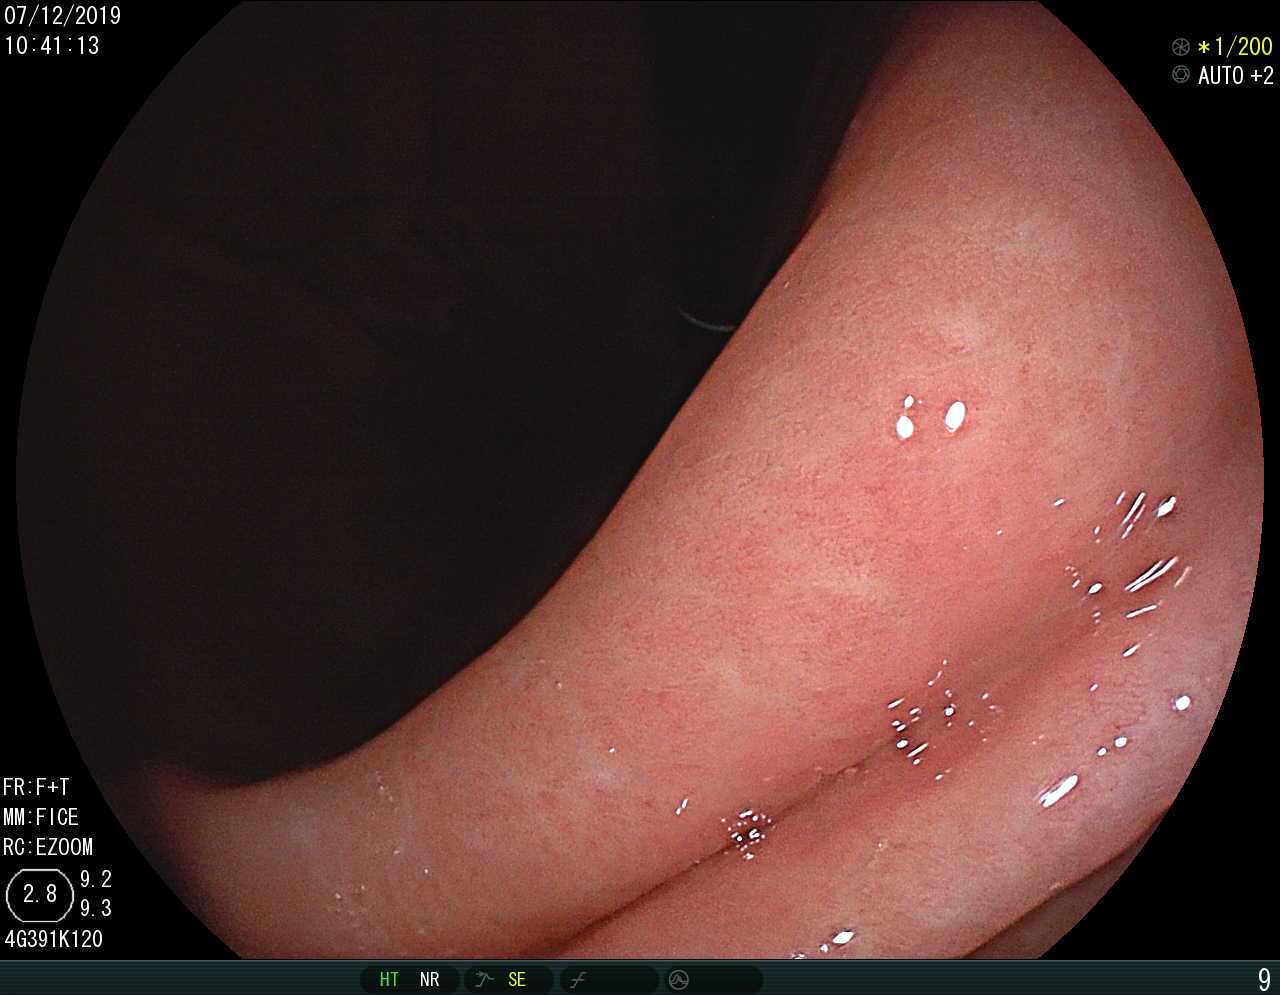 07/12/2019
10:41:13
*1/200
AUTO +2
FR:F+T
MM:FICE
RC:EZOOM
2.8
9.2
9.3
4G391K120
HT NR SE
9